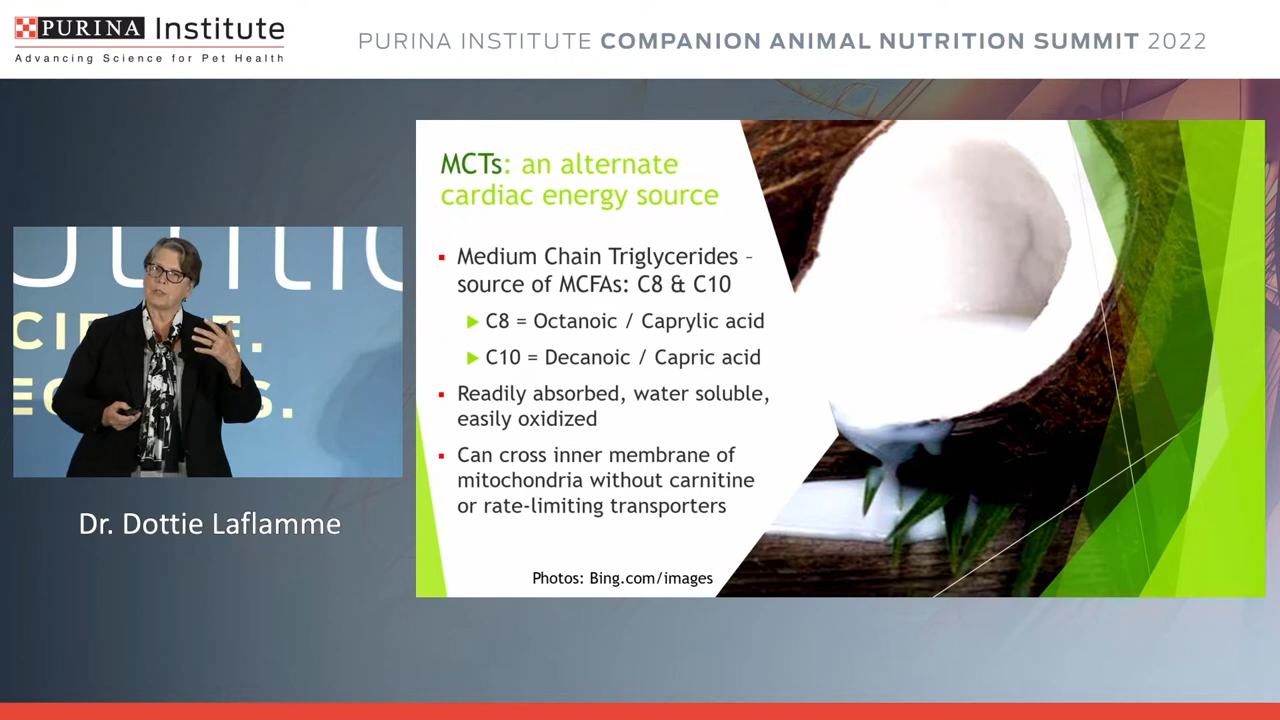 PURINA Institute
Advancing Science for Pet Health
PURINA INSTITUTE COMPANION ANIMAL NUTRITION SUMMIT 2022
MCTs: an alternate
cardiac energy source
Medium Chain Triglycerides –
source of MCFAs: C8 & C10
C8 = Octanoic / Caprylic acid
C10 = Decanoic / Capric acid
Readily absorbed, water soluble,
easily oxidized
Can cross inner membrane of
mitochondria without carnitine
or rate-limiting transporters
Photos: Bing.com/images
Dr. Dottie Laflamme